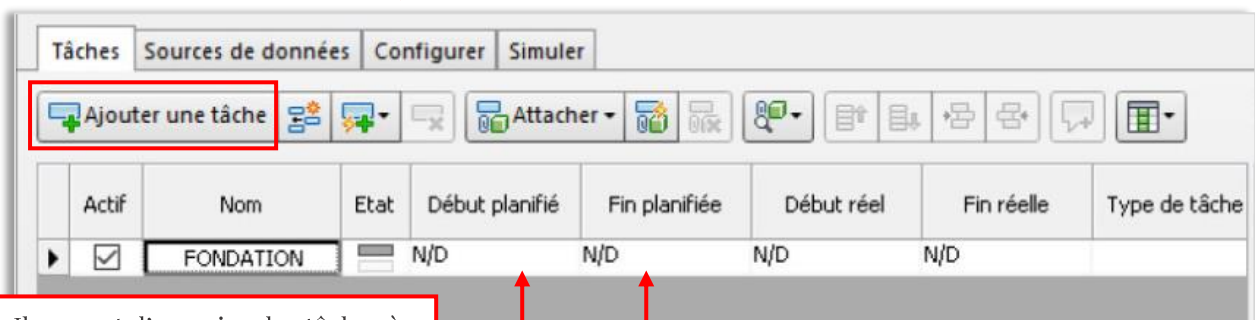 Tâches Sources de données Configurer Simuler
Ajouter une tâche Attacher
Actif Nom Etat Début planifié Fin planifiée Début réel Fin réelle Type de tâche
FONDATION N/D N/D N/D N/D